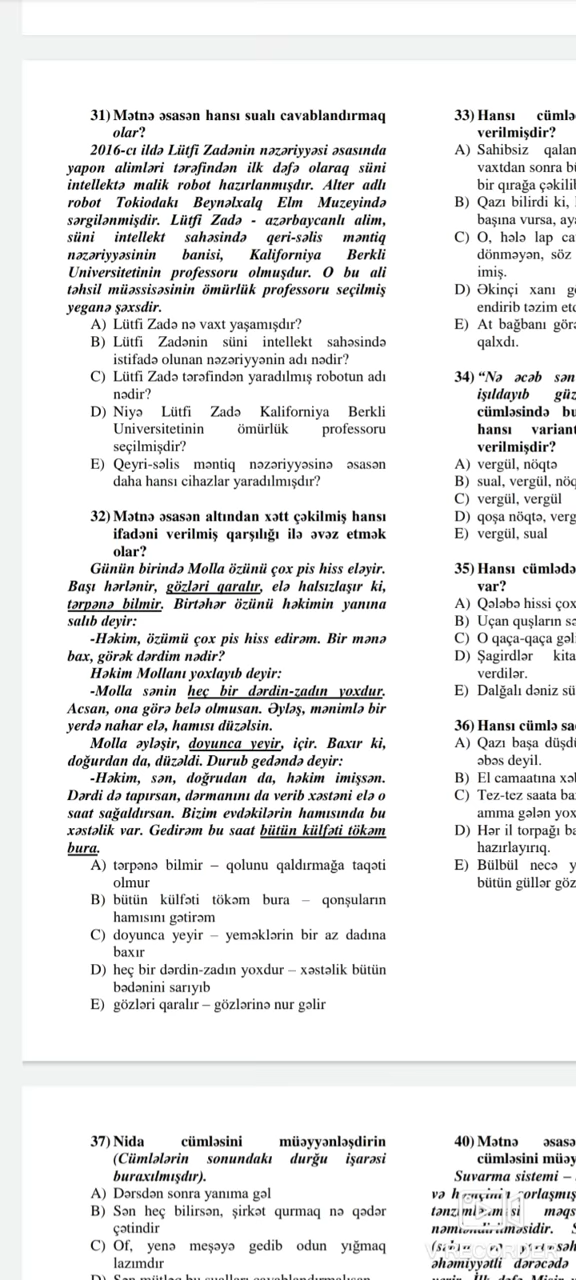 31) Mətnə əsasən hansı sualı cavablandırmaq
olar?
2016-cı ildə Lütfi Zadənin nəzəriyyəsi əsasında
yapon alimləri tərəfindən ilk dəfə olaraq süni
intellektə malik robot hazırlanmışdır. Alter adlı
robot Tokiodakı Beynəlxalq Elm Muzeyində
sərgilənmişdir. Lütfi Zadə - azərbaycanlı alim,
süni intellekt sahəsində qeri-səlis məntiq
nəzəriyyəsinin banisi, Kaliforniya Berkli
Universitetinin professoru olmuşdur. O bu ali
təhsil müəssisəsinin ömürlük professoru seçilmiş
yeganə şəxsdir.
A) Lütfi Zadə nə vaxt yaşamışdır?
B) Lütfi Zadənin süni intellekt sahəsində
istifadə olunan nəzəriyyənin adı nədir?
C) Lütfi Zadə tərəfindən yaradılmış robotun adı
nədir?
D) Niyə Lütfi Zadə Kaliforniya Berkli
Universitetinin ömürlük professoru
seçilmişdir?
E) Qeyri-səlis məntiq nəzəriyyəsinə əsasən
daha hansı cihazlar yaradılmışdır?
32) Mətnə əsasən altından xətt çəkilmiş hansı
ifadəni verilmiş qarşılığı ilə əvəz etmək
olar?
Günün birində Molla özünü çox pis hiss eləyir.
Başı hərlənir, gözləri qaralır, elə halsızlaşır ki,
tərpənə bilmir. Birtəhər özünü həkimin yanına
salıb deyir:
-Həkim, özümü çox pis hiss edirəm. Bir mənə
bax, görək dərdim nədir?
Həkim Mollanı yoxlayıb deyir:
-Molla sənin heç bir dərdin-zadın yoxdur.
Acsan, ona görə belə olmusan. Əyləş, mənimlə bir
yerdə nahar elə, hamısı düzəlsin.
Molla əyləşir, doyunca yeyir, içir. Baxır ki,
doğurdan da, düzəldi. Durub gedəndə deyir:
-Həkim, sən, doğrudan da, həkim imişsən.
Dərdi də tapırsan, dərmanını da verib xəstəni elə o
saat sağaldırsan. Bizim evdəkilərin hamısında bu
xəstəlik var. Gedirəm bu saat bütün külfəti tökəm
bura.
A) tərpənə bilmir – qolunu qaldırmağa taqəti
olmur
B) bütün külfəti tökəm bura – qonşuların
hamısını gətirəm
C) doyunca yeyir – yeməklərin bir az dadına
baxır
D) heç bir dərdin-zadın yoxdur – xəstəlik bütün
bədənini sarıyıb
E) gözləri qaralır – gözlərinə nur gəlir
33) Hansı cümlə
verilmişdir?
A) Sahibsiz qalan
vaxtdan sonra bi
bir qırağa çəkilib
B) Qazı bilirdi ki,
başına vursa, aya
C) O, hələ lap ca
dönməyən, söz
imiş.
D) Əkinçi xanı gö
endirib təzim etd
E) At bağbanı görə
qalxdı.
34) “Nə əcəb sən
işıldayıb güz
cümləsində bu
hansı variant
verilmişdir?
A) vergül, nöqtə
B) sual, vergül, nöq
C) vergül, vergül
D) qoşa nöqtə, verg
E) vergül, sual
35) Hansı cümlədə
var?
A) Qələbə hissi çox
B) Uçan quşların sə
C) O qaça-qaça gəli
D) Şagirdlər kita
verdilər.
E) Dalğalı dəniz sü
36) Hansı cümlə sa
A) Qazı başa düşdü
əbəs deyil.
B) El camaatına xəl
C) Tez-tez saata ba
amma gələn yox
D) Hər il torpağı ba
hazırlayırıq.
E) Bülbül necə y
bütün güllər göz
37) Nida cümləsini müəyyənləşdirin
(Cümlələrin sonundakı durğu işarəsi
buraxılmışdır).
A) Dərsdən sonra yanıma gəl
B) Sən heç bilirsən, şirkət qurmaq nə qədər
çətindir
C) Of, yenə meşəyə gedib odun yığmaq
lazımdır
40) Mətnə əsasə
cümləsini müəy
Suvarma sistemi –
və
məqs
əhəmiyyətli dərəcədə
VIRECORDER